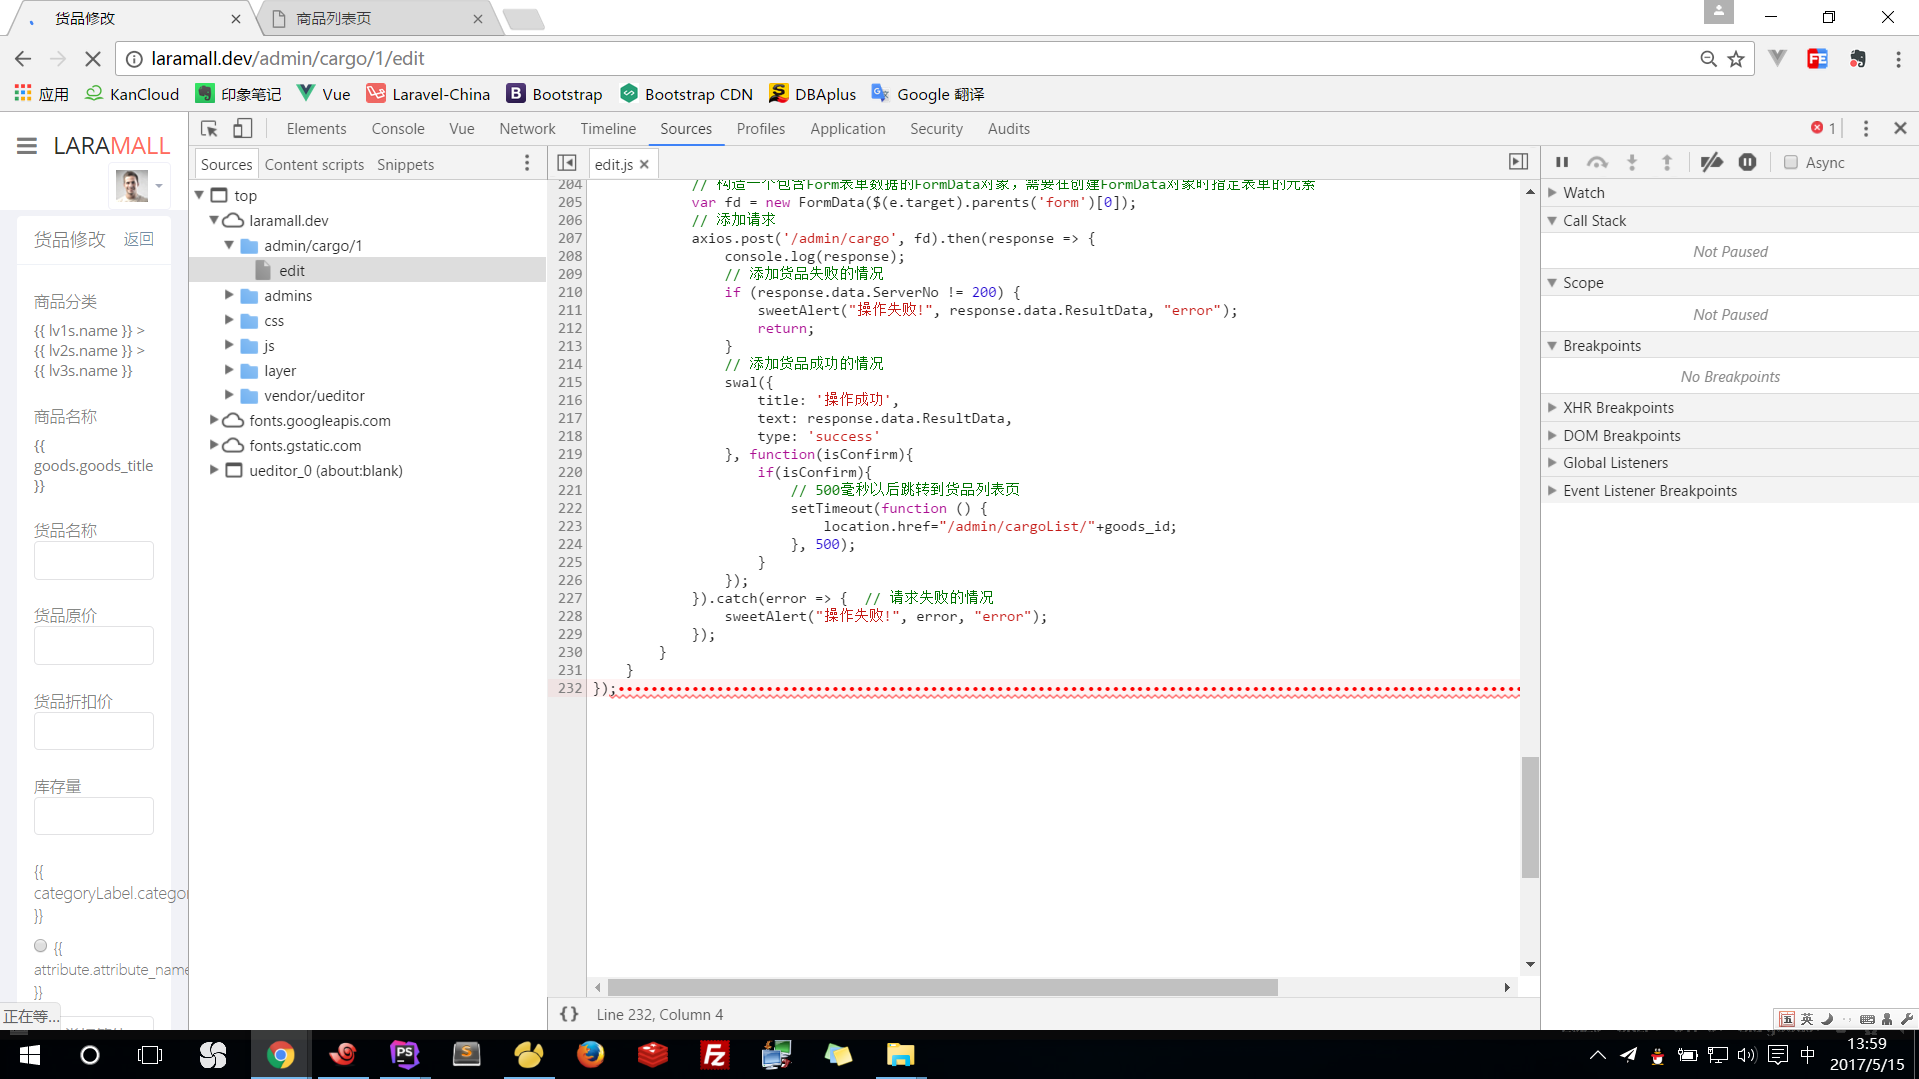 货品修改
商品列表页
laramall.dev/admin/cargo/1/edit
应用
KanCloud
印象笔记
Vue
Laravel-China
Bootstrap
Bootstrap CDN
DBAplus
Google 翻译
LARAMALL
货品修改
返回
商品分类
{{ lv1s.name }} >
{{ lv2s.name }} >
{{ lv3s.name }}
商品名称
{{
goods.goods_title
}}
货品名称
货品原价
货品折扣价
库存量
{{
categoryLabel.catego
}}
{{
attribute.attribute_name
}}
正在等...
Elements
Console
Vue
Network
Timeline
Sources
Profiles
Application
Security
Audits
1
Sources
Content scripts
Snippets
top
laramall.dev
admin/cargo/1
edit
admins
css
js
layer
vendor/ueditor
fonts.googleapis.com
fonts.gstatic.com
ueditor_0 (about:blank)
edit.js
204 // 构造一个包含Form表单数据的FormData对象，需要在创建FormData对象时指定表单的元素
205 var fd = new FormData($(e.target).parents('form')[0]);
206 // 添加请求
207 axios.post('/admin/cargo', fd).then(response => {
208 console.log(response);
209 // 添加货品失败的情况
210 if (response.data.ServerNo != 200) {
211 sweetAlert("操作失败!", response.data.ResultData, "error");
212 return;
213 }
214 // 添加货品成功的情况
215 swal({
216 title: '操作成功',
217 text: response.data.ResultData,
218 type: 'success'
219 }, function(isConfirm){
220 if(isConfirm){
221 // 500毫秒以后跳转到货品列表页
222 setTimeout(function () {
223 location.href="/admin/cargoList/"+goods_id;
224 }, 500);
225 }
226 });
227 }).catch(error => { // 请求失败的情况
228 sweetAlert("操作失败!", error, "error");
229 });
230 }
231 }
232 });
{} Line 232, Column 4
Async
Watch
Call Stack
Not Paused
Scope
Not Paused
Breakpoints
No Breakpoints
XHR Breakpoints
DOM Breakpoints
Global Listeners
Event Listener Breakpoints
五 英
中
13:59
2017/5/15